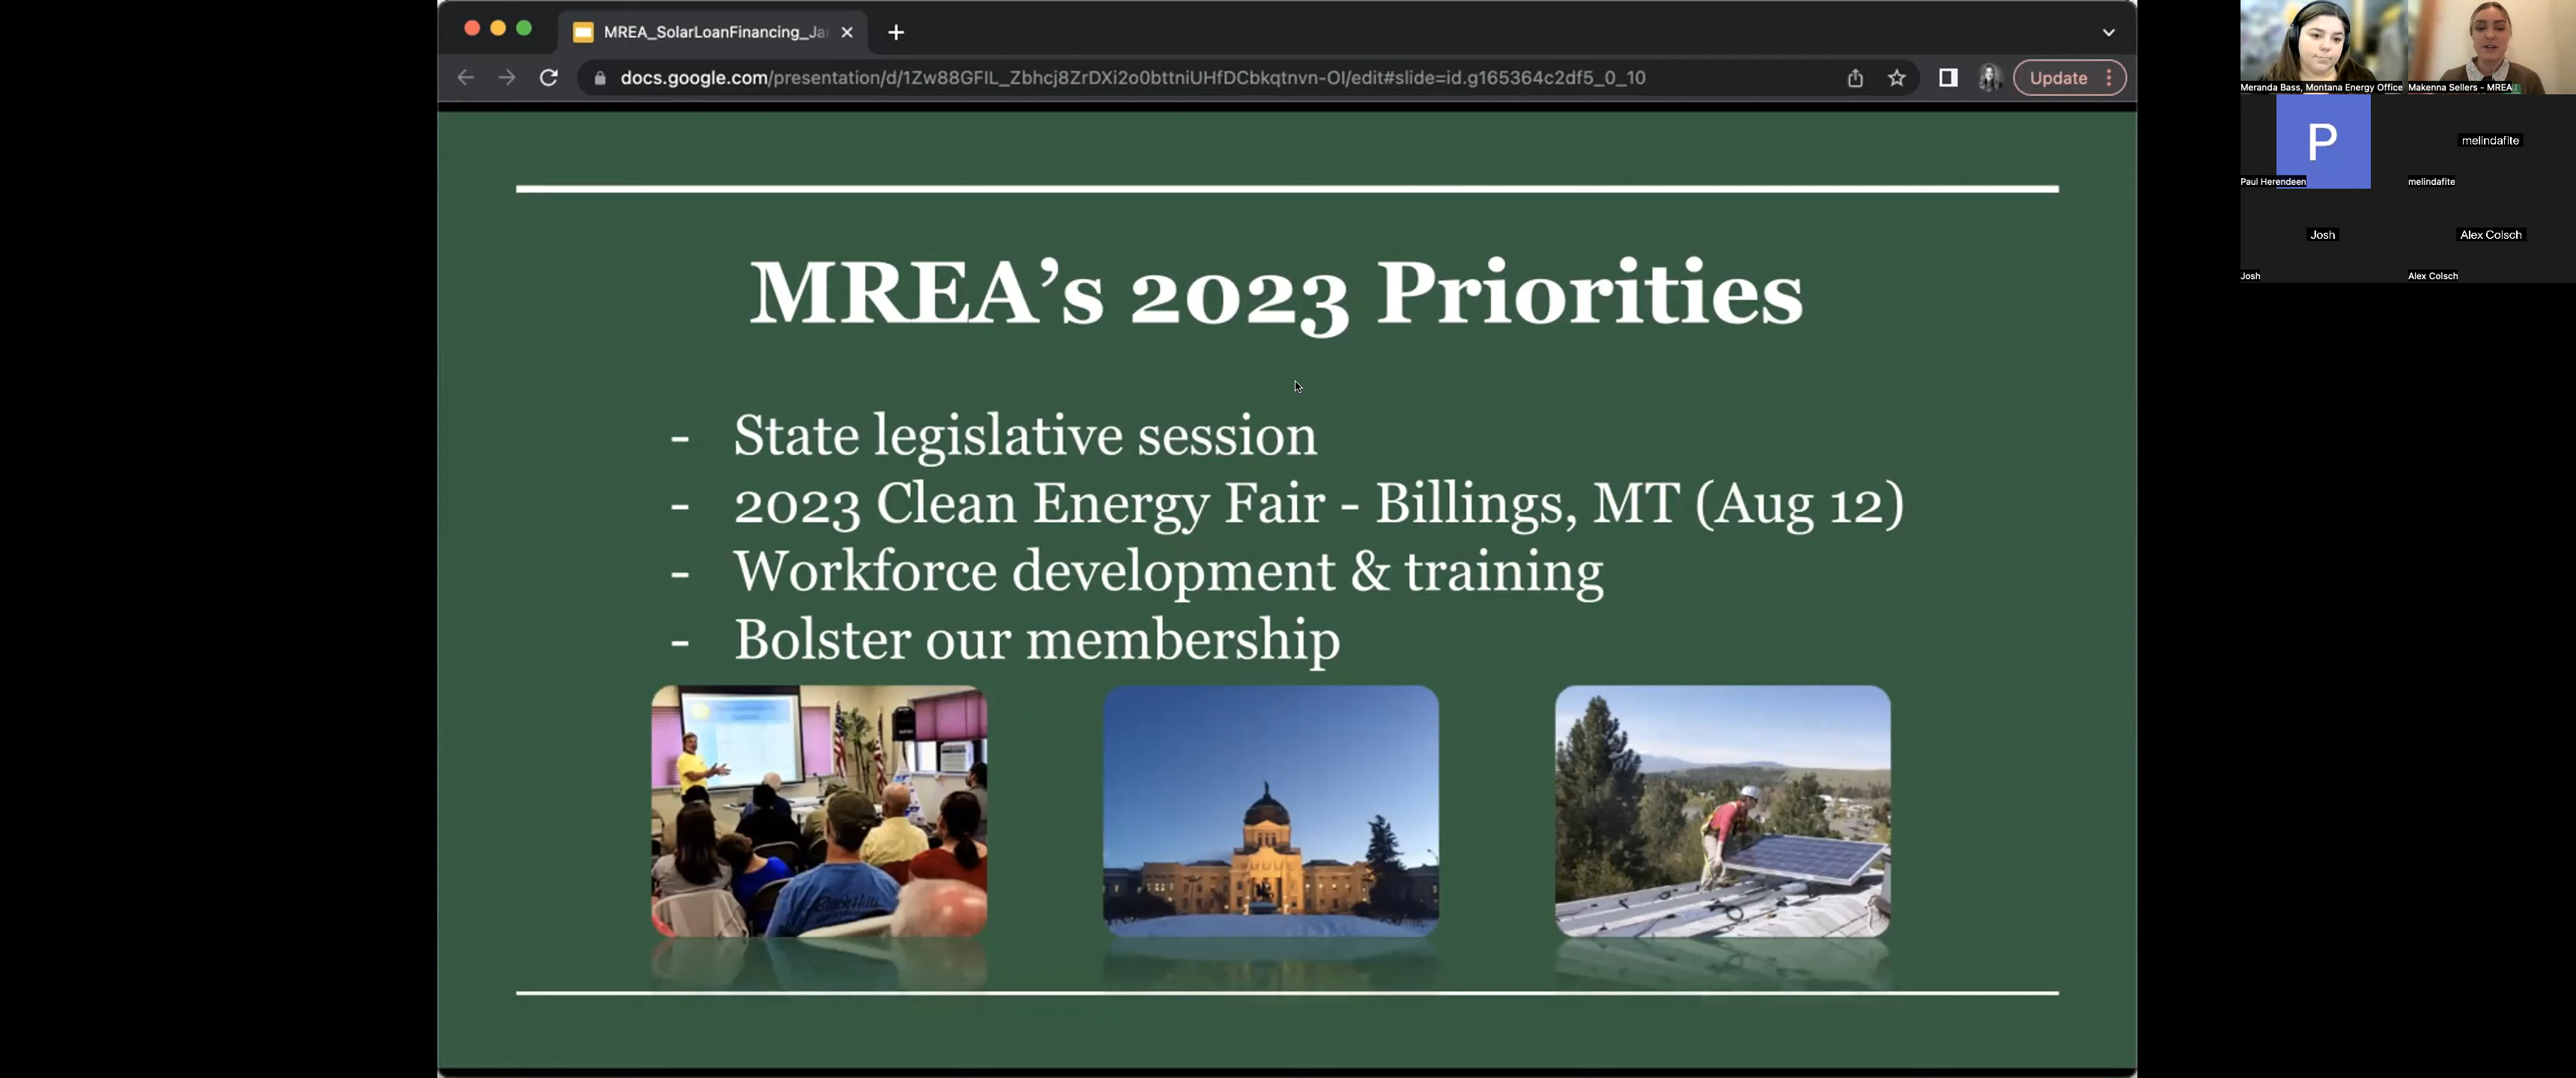 MREA_SolarLoanFinancing_Ja
docs.google.com/presentation/d/1Zw88GFIL_Zbhcj8ZrDXi2o0bttniUHfDCbkqtnvn-OI/edit#slide=id.g165364c2df5_0_10
Update
MREA’s 2023 Priorities
- State legislative session
- 2023 Clean Energy Fair - Billings, MT (Aug 12)
- Workforce development & training
- Bolster our membership
Meranda Bass, Montana Energy Office
Makenna Sellers - MREA
P
Paul Herendeen
melindafite
melindafite
Josh
Josh
Alex Colsch
Alex Colsch